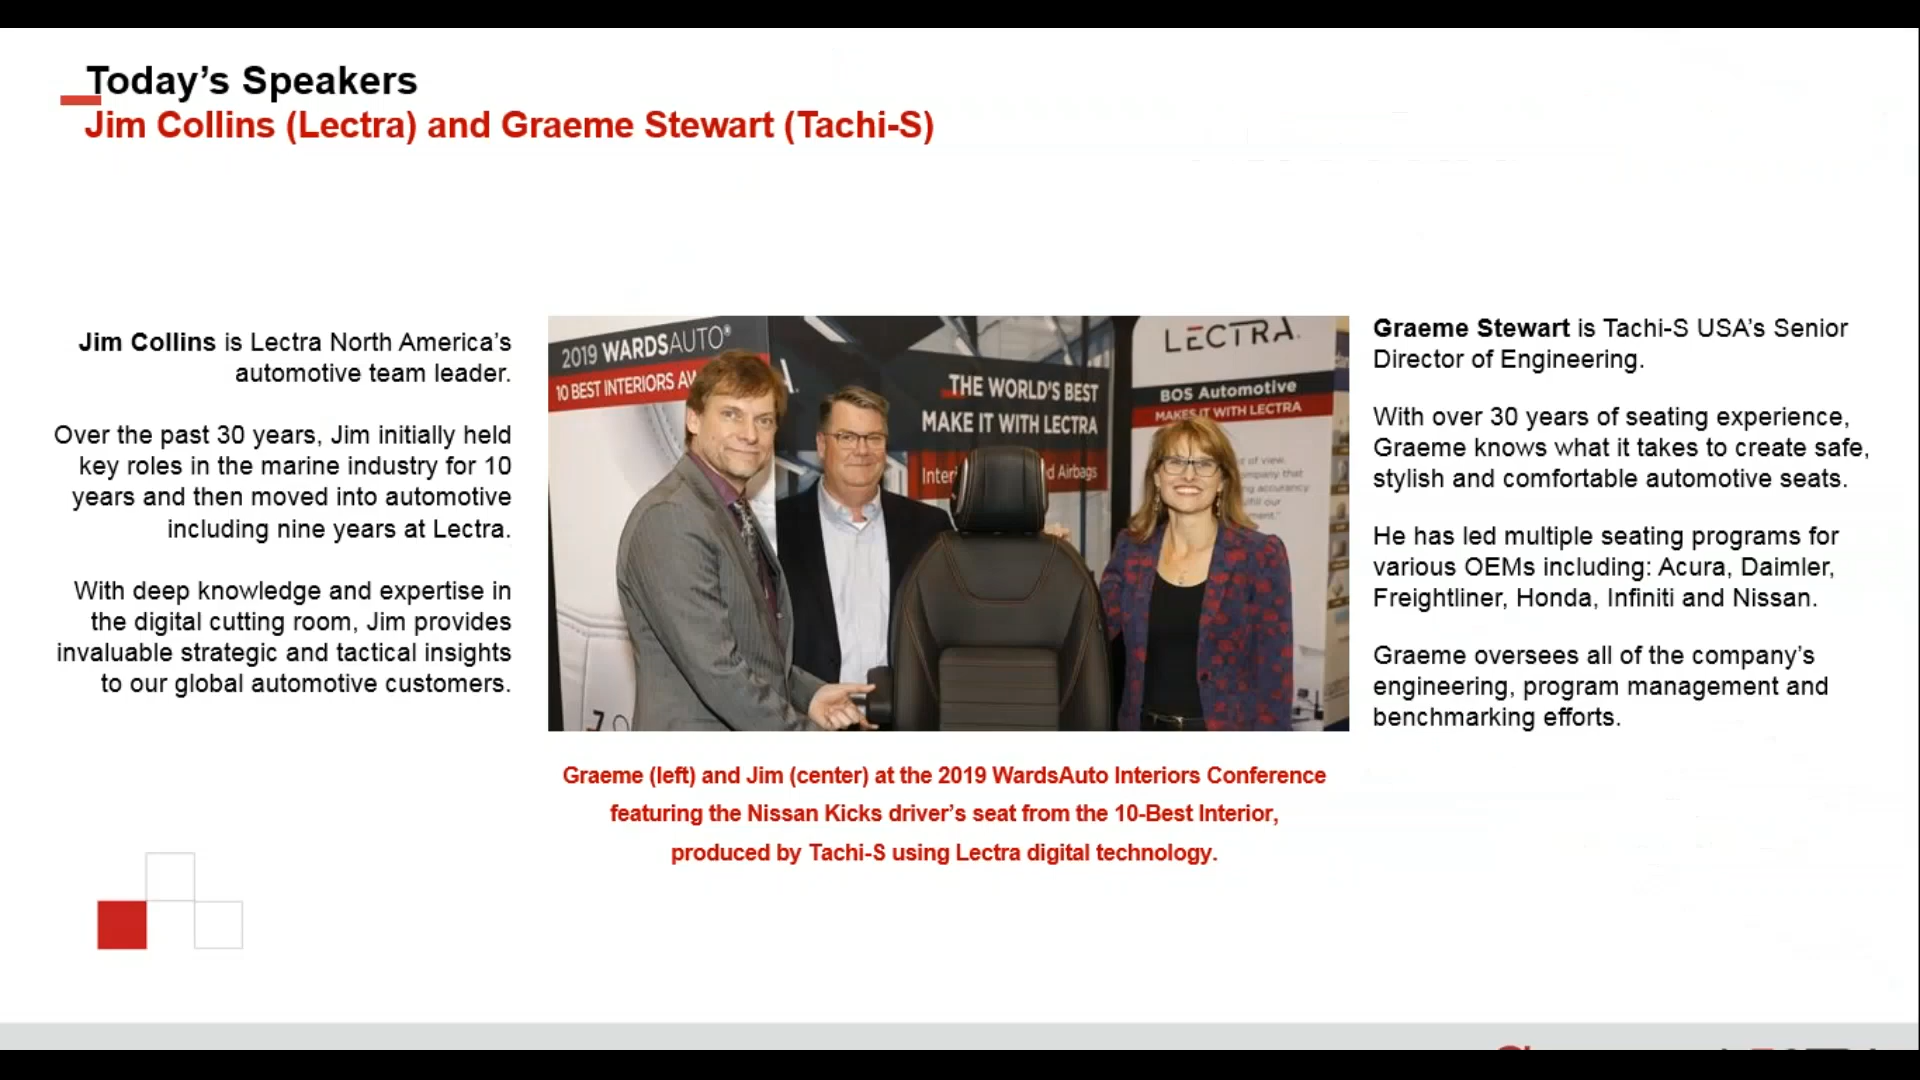 Today’s Speakers
Jim Collins (Lectra) and Graeme Stewart (Tachi-S)
Jim Collins is Lectra North America’s
automotive team leader.
Over the past 30 years, Jim initially held
key roles in the marine industry for 10
years and then moved into automotive
including nine years at Lectra.
With deep knowledge and expertise in
the digital cutting room, Jim provides
invaluable strategic and tactical insights
to our global automotive customers.
2019 WARDSAUTO®
10 BEST INTERIORS
THE WORLD'S BEST
MAKE IT WITH LECTRA
Airbags
LECTRA
BOS Automotive
MAKES IT WITH LECTRA
of view,
that
accuracy
our
Graeme (left) and Jim (center) at the 2019 WardsAuto Interiors Conference
featuring the Nissan Kicks driver’s seat from the 10-Best Interior,
produced by Tachi-S using Lectra digital technology.
Graeme Stewart is Tachi-S USA’s Senior
Director of Engineering.
With over 30 years of seating experience,
Graeme knows what it takes to create safe,
stylish and comfortable automotive seats.
He has led multiple seating programs for
various OEMs including: Acura, Daimler,
Freightliner, Honda, Infiniti and Nissan.
Graeme oversees all of the company’s
engineering, program management and
benchmarking efforts.